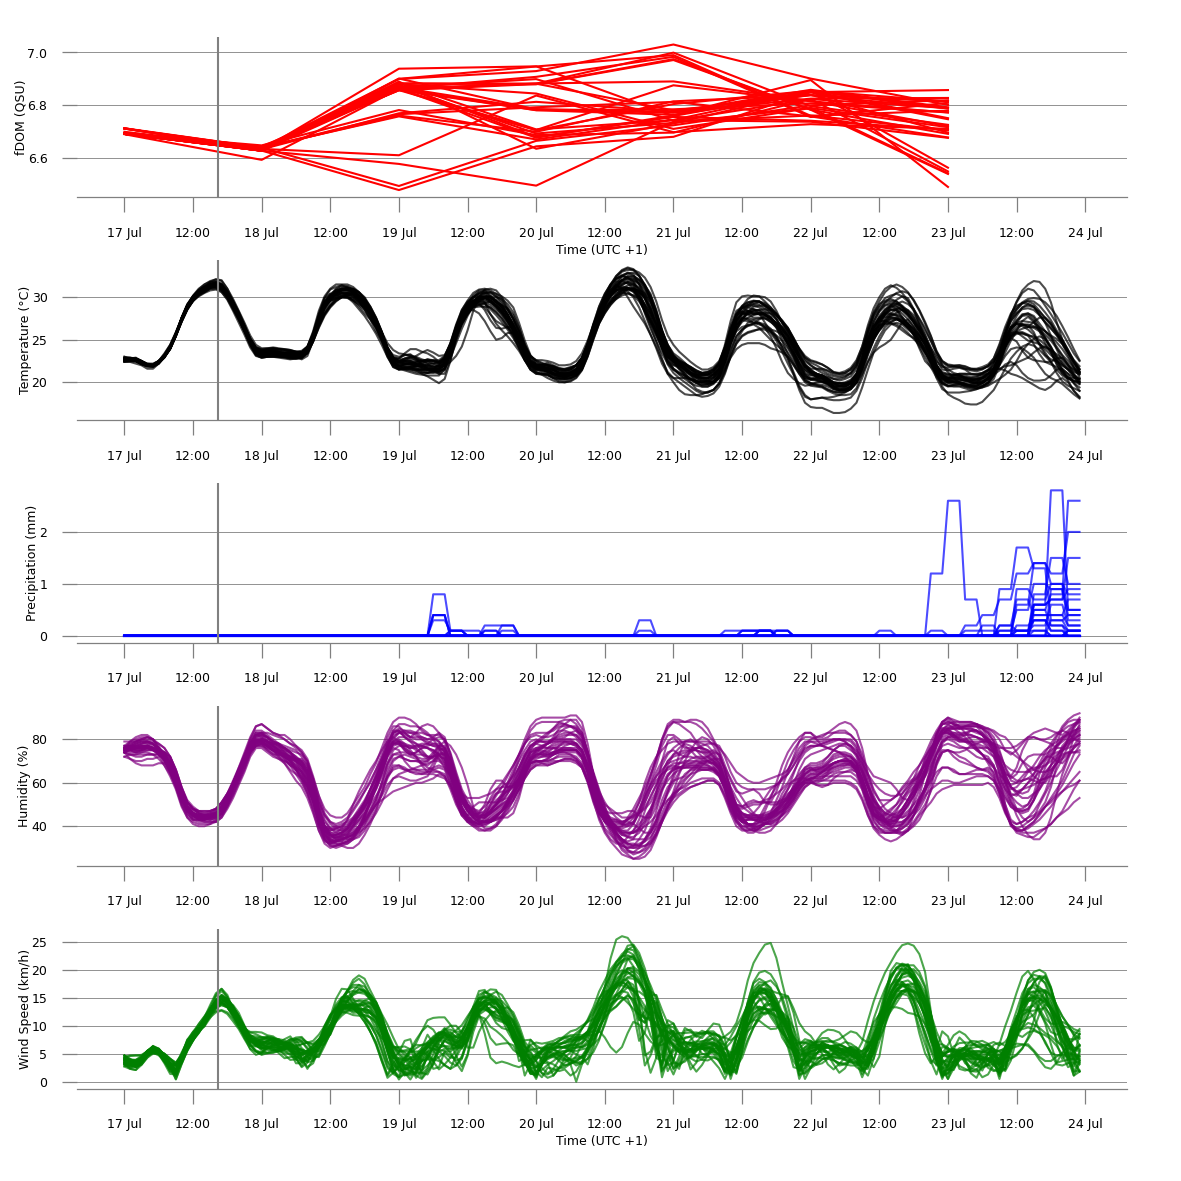 fDOM (QSU)
7.0
6.8
6.6
17 Jul 12:00 18 Jul 12:00 19 Jul 12:00 20 Jul 12:00 21 Jul 12:00 22 Jul 12:00 23 Jul 12:00 24 Jul
Time (UTC +1)
Temperature (°C)
30
25
20
17 Jul 12:00 18 Jul 12:00 19 Jul 12:00 20 Jul 12:00 21 Jul 12:00 22 Jul 12:00 23 Jul 12:00 24 Jul
Precipitation (mm)
2
1
0
17 Jul 12:00 18 Jul 12:00 19 Jul 12:00 20 Jul 12:00 21 Jul 12:00 22 Jul 12:00 23 Jul 12:00 24 Jul
Humidity (%)
80
60
40
17 Jul 12:00 18 Jul 12:00 19 Jul 12:00 20 Jul 12:00 21 Jul 12:00 22 Jul 12:00 23 Jul 12:00 24 Jul
Wind Speed (km/h)
25
20
15
10
5
0
17 Jul 12:00 18 Jul 12:00 19 Jul 12:00 20 Jul 12:00 21 Jul 12:00 22 Jul 12:00 23 Jul 12:00 24 Jul
Time (UTC +1)